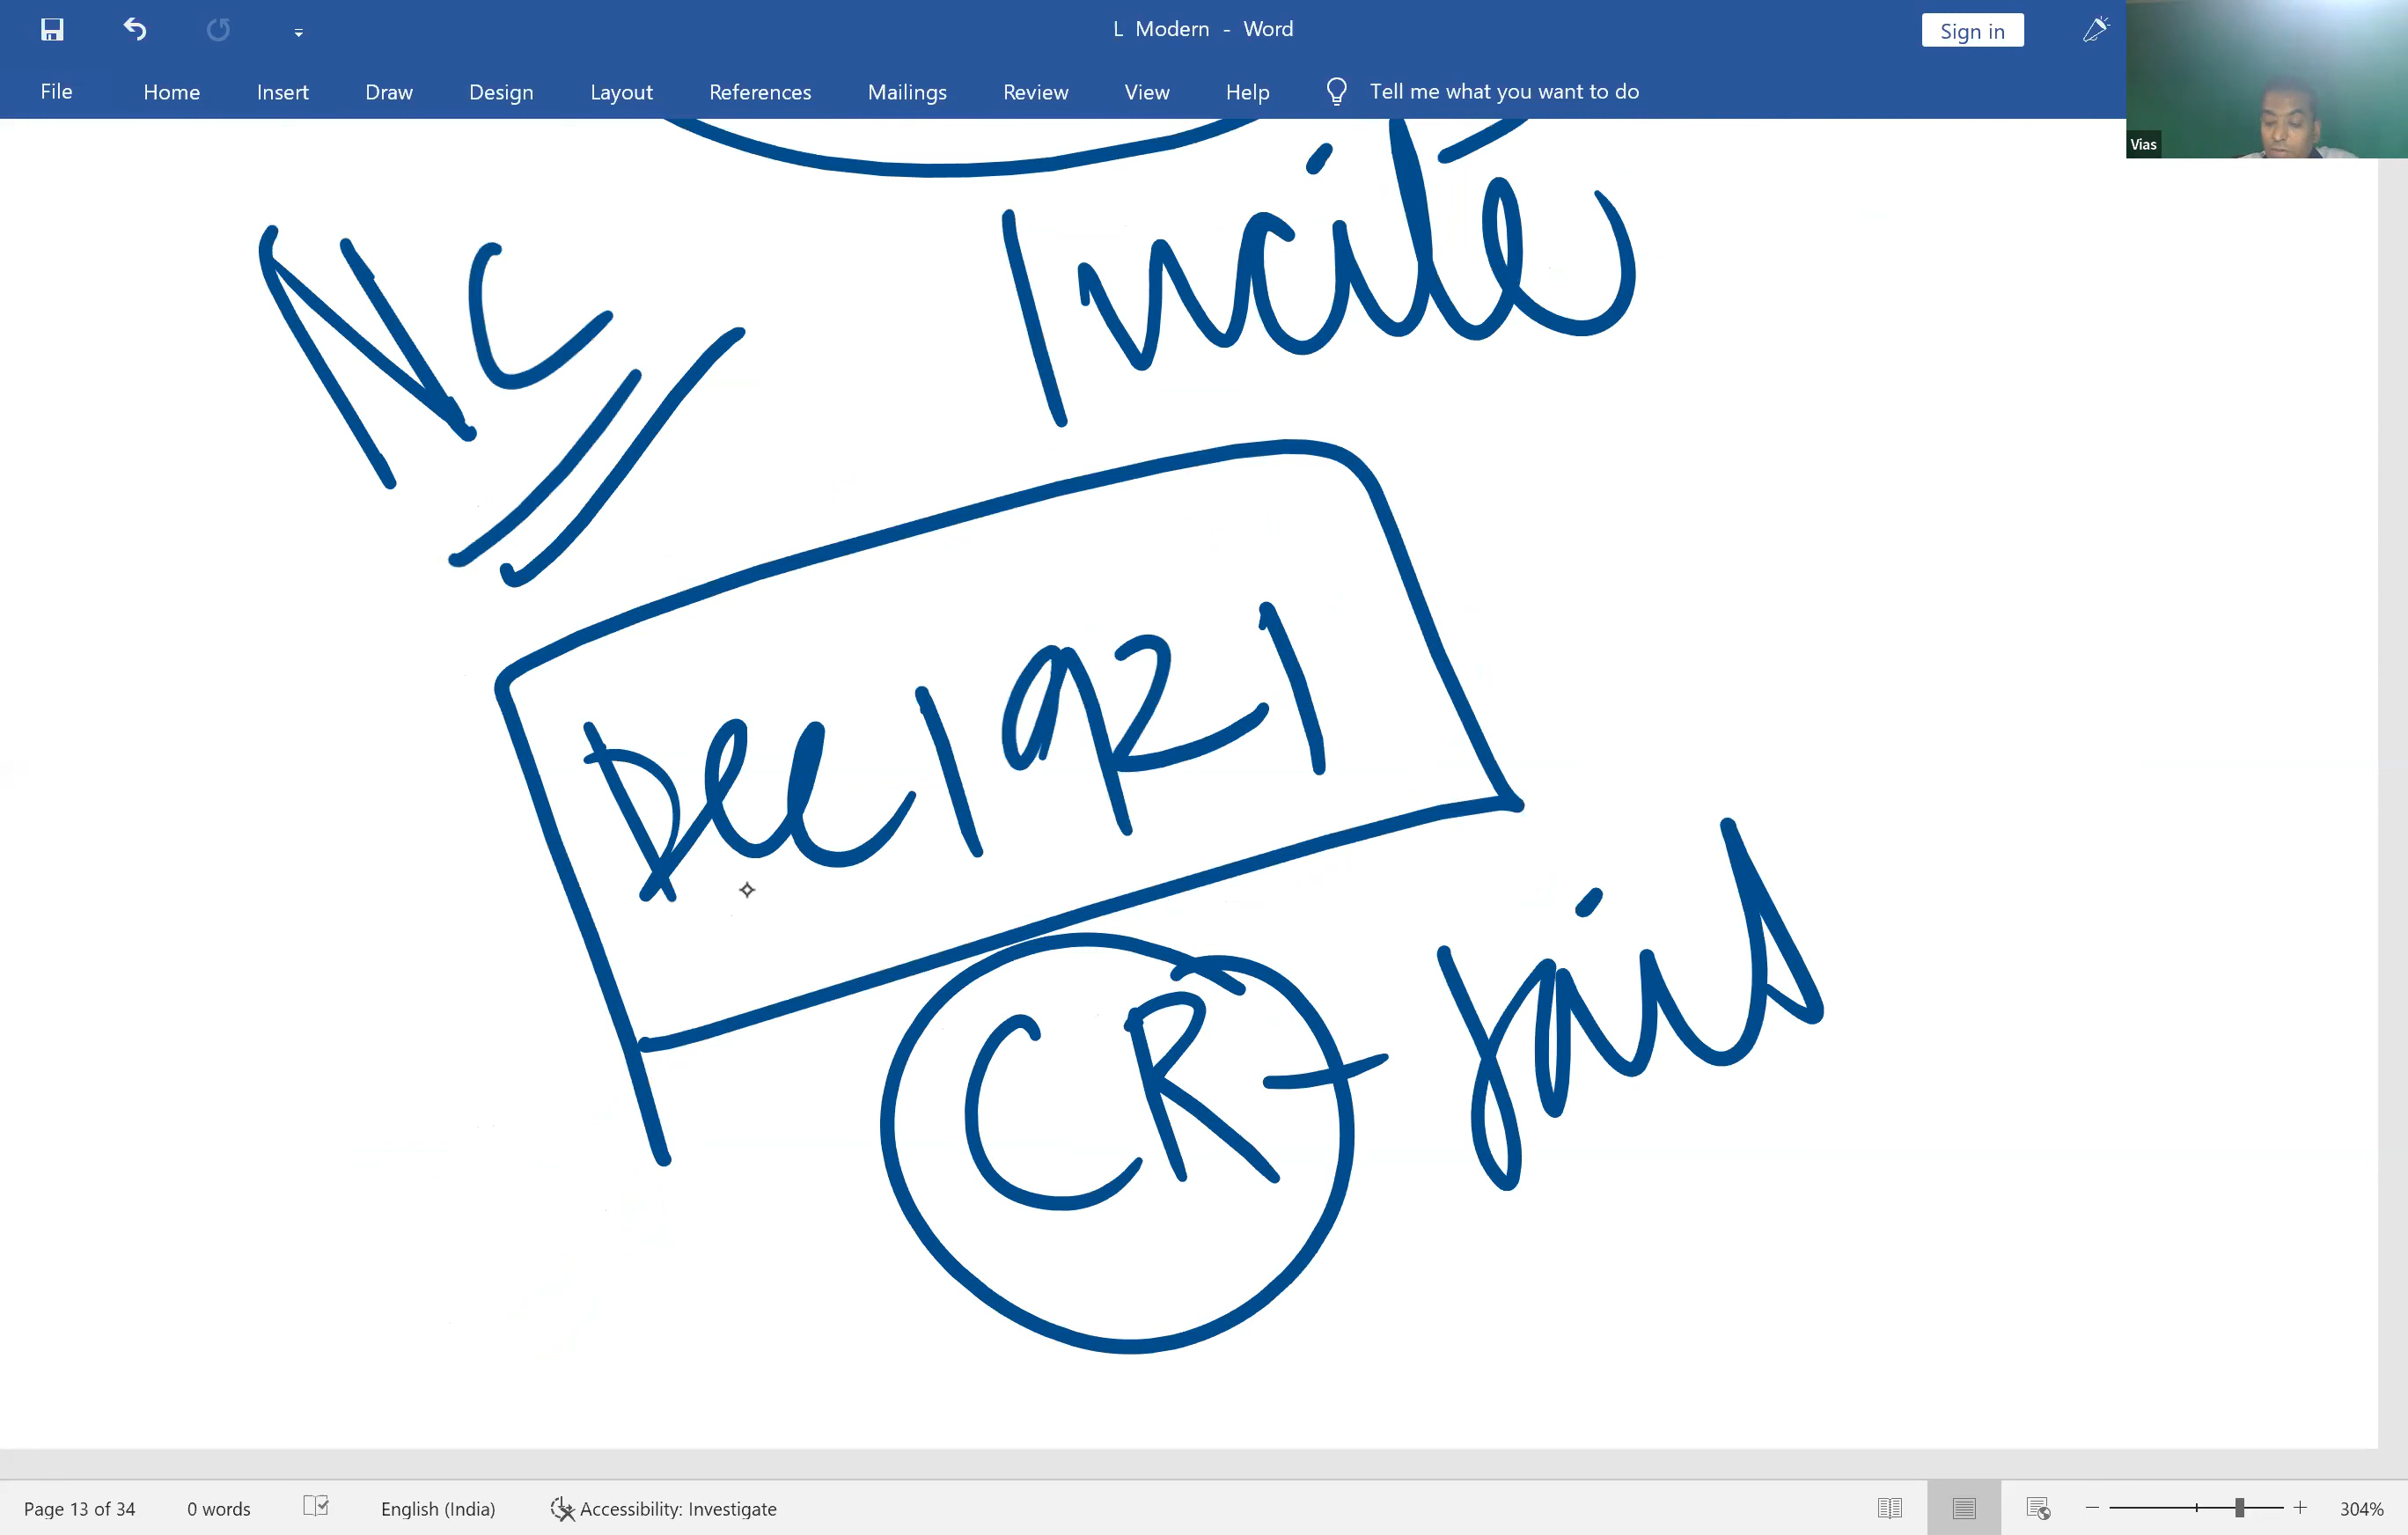 L Modern - Word
Sign in
File Home Insert Draw Design Layout References Mailings Review View Help Tell me what you want to do
Vias
NC
Incite
Dec 1921
CR - jail
Page 13 of 34 0 words English (India) Accessibility: Investigate 304%